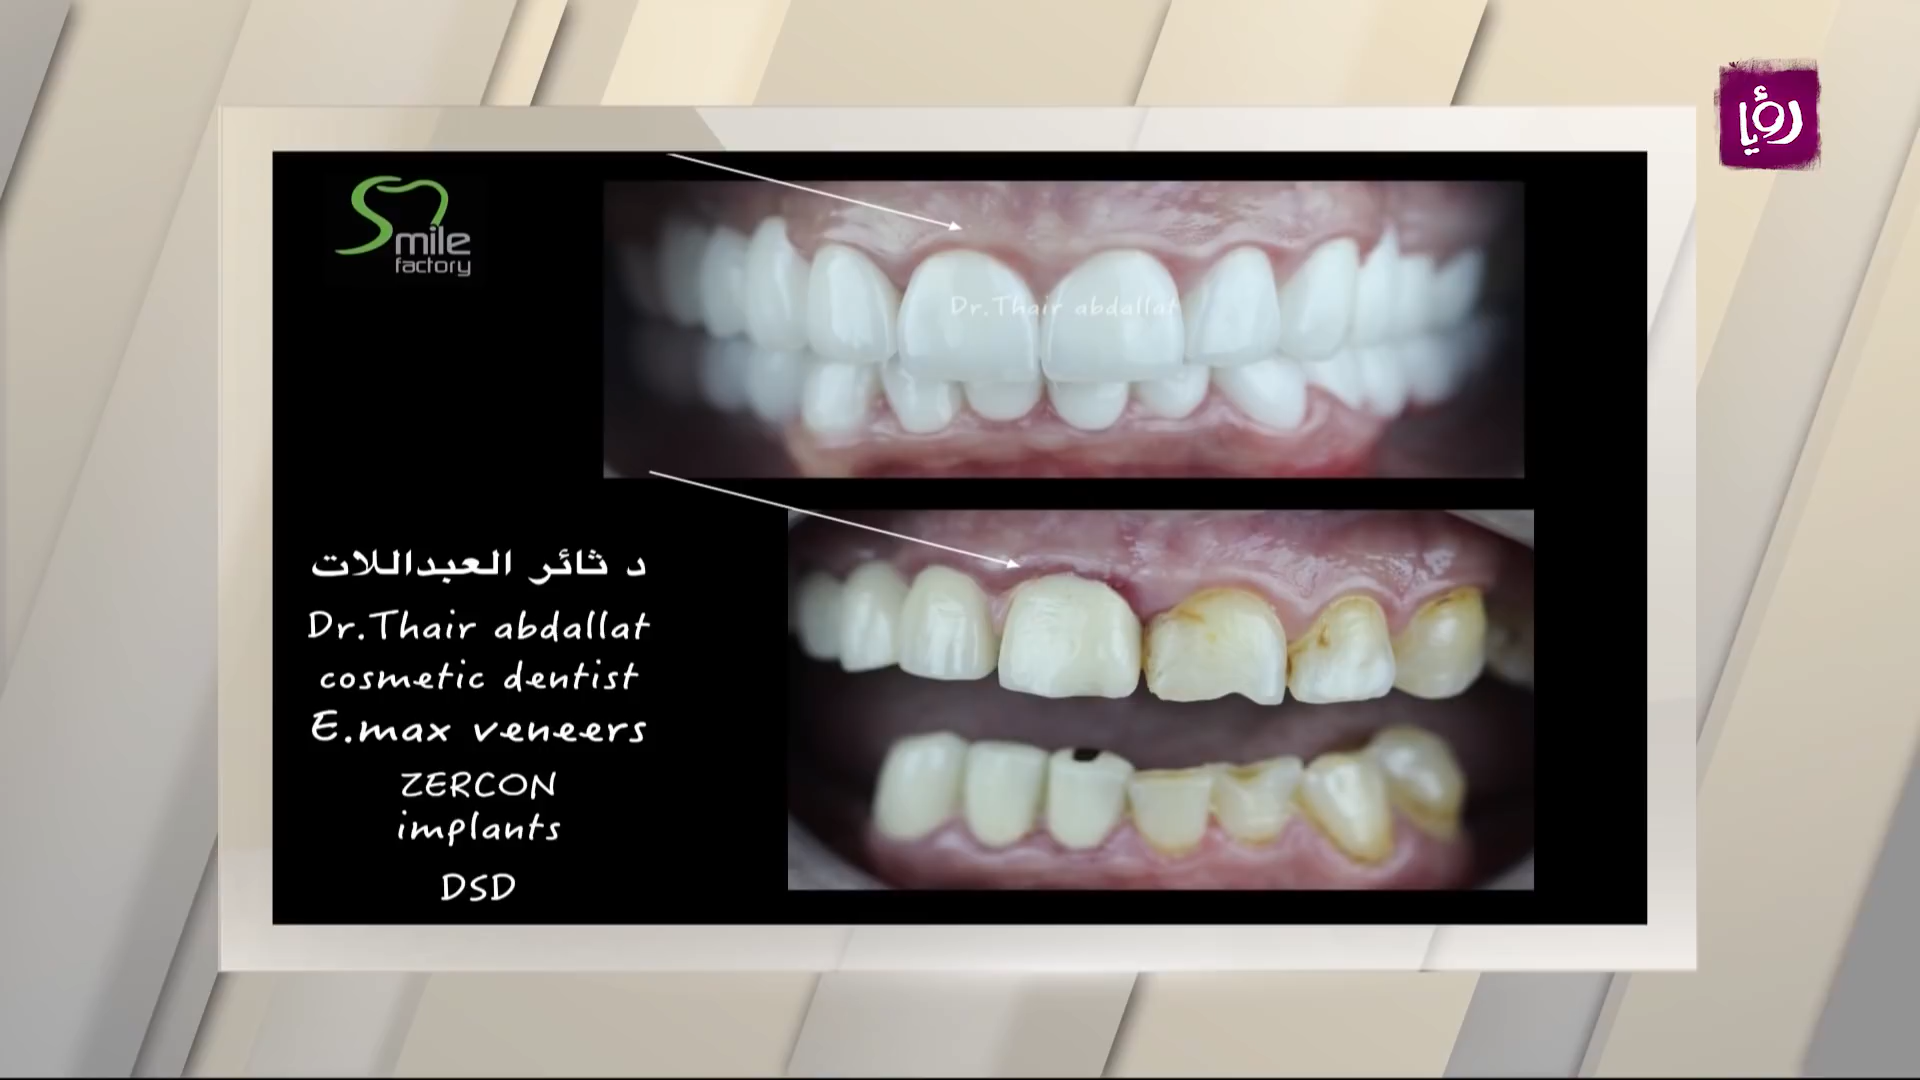 رؤيا
Smile
factory
Dr.Thair abdallat
د ثائر العبداللات
Dr.Thair abdallat
cosmetic dentist
E.max veneers
ZERCON
implants
DSD